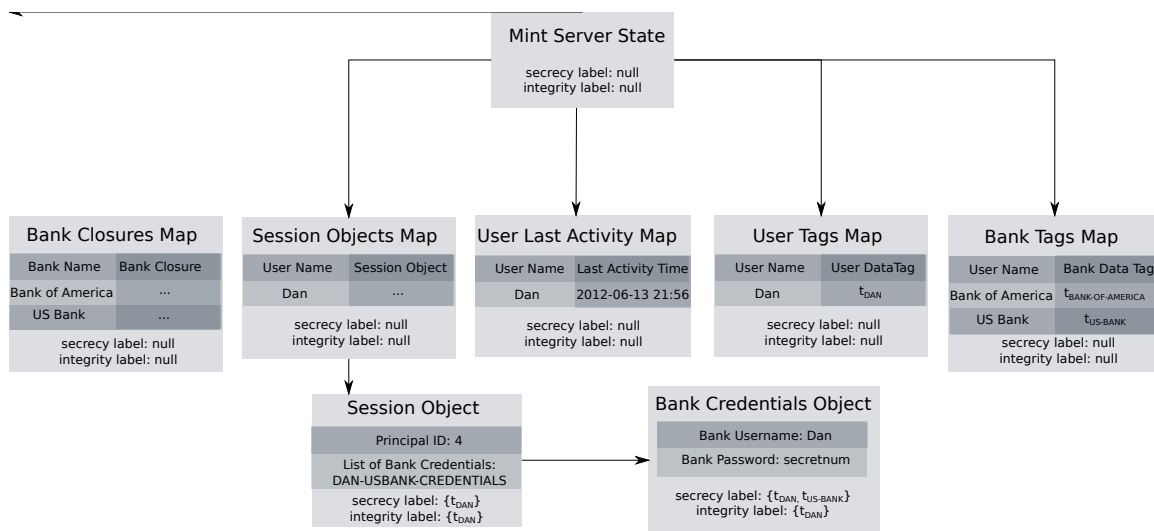 Mint Server State
secrecy label: null
integrity label: null
Bank Closures Map
Bank Name Bank Closure
Bank of America ...
US Bank ...
secrecy label: null
integrity label: null
Session Objects Map
User Name Session Object
Dan ...
secrecy label: null
integrity label: null
User Last Activity Map
User Name Last Activity Time
Dan 2012-06-13 21:56
secrecy label: null
integrity label: null
User Tags Map
User Name User DataTag
Dan tDAN
secrecy label: null
integrity label: null
Bank Tags Map
User Name Bank Data Tag
Bank of America tBANK-OF-AMERICA
US Bank tUS-BANK
secrecy label: null
integrity label: null
Session Object
Principal ID: 4
List of Bank Credentials:
DAN-USBANK-CREDENTIALS
secrecy label: {tDAN}
integrity label: {tDAN}
Bank Credentials Object
Bank Username: Dan
Bank Password: secretnum
secrecy label: {tDAN, tUS-BANK}
integrity label: {tDAN}